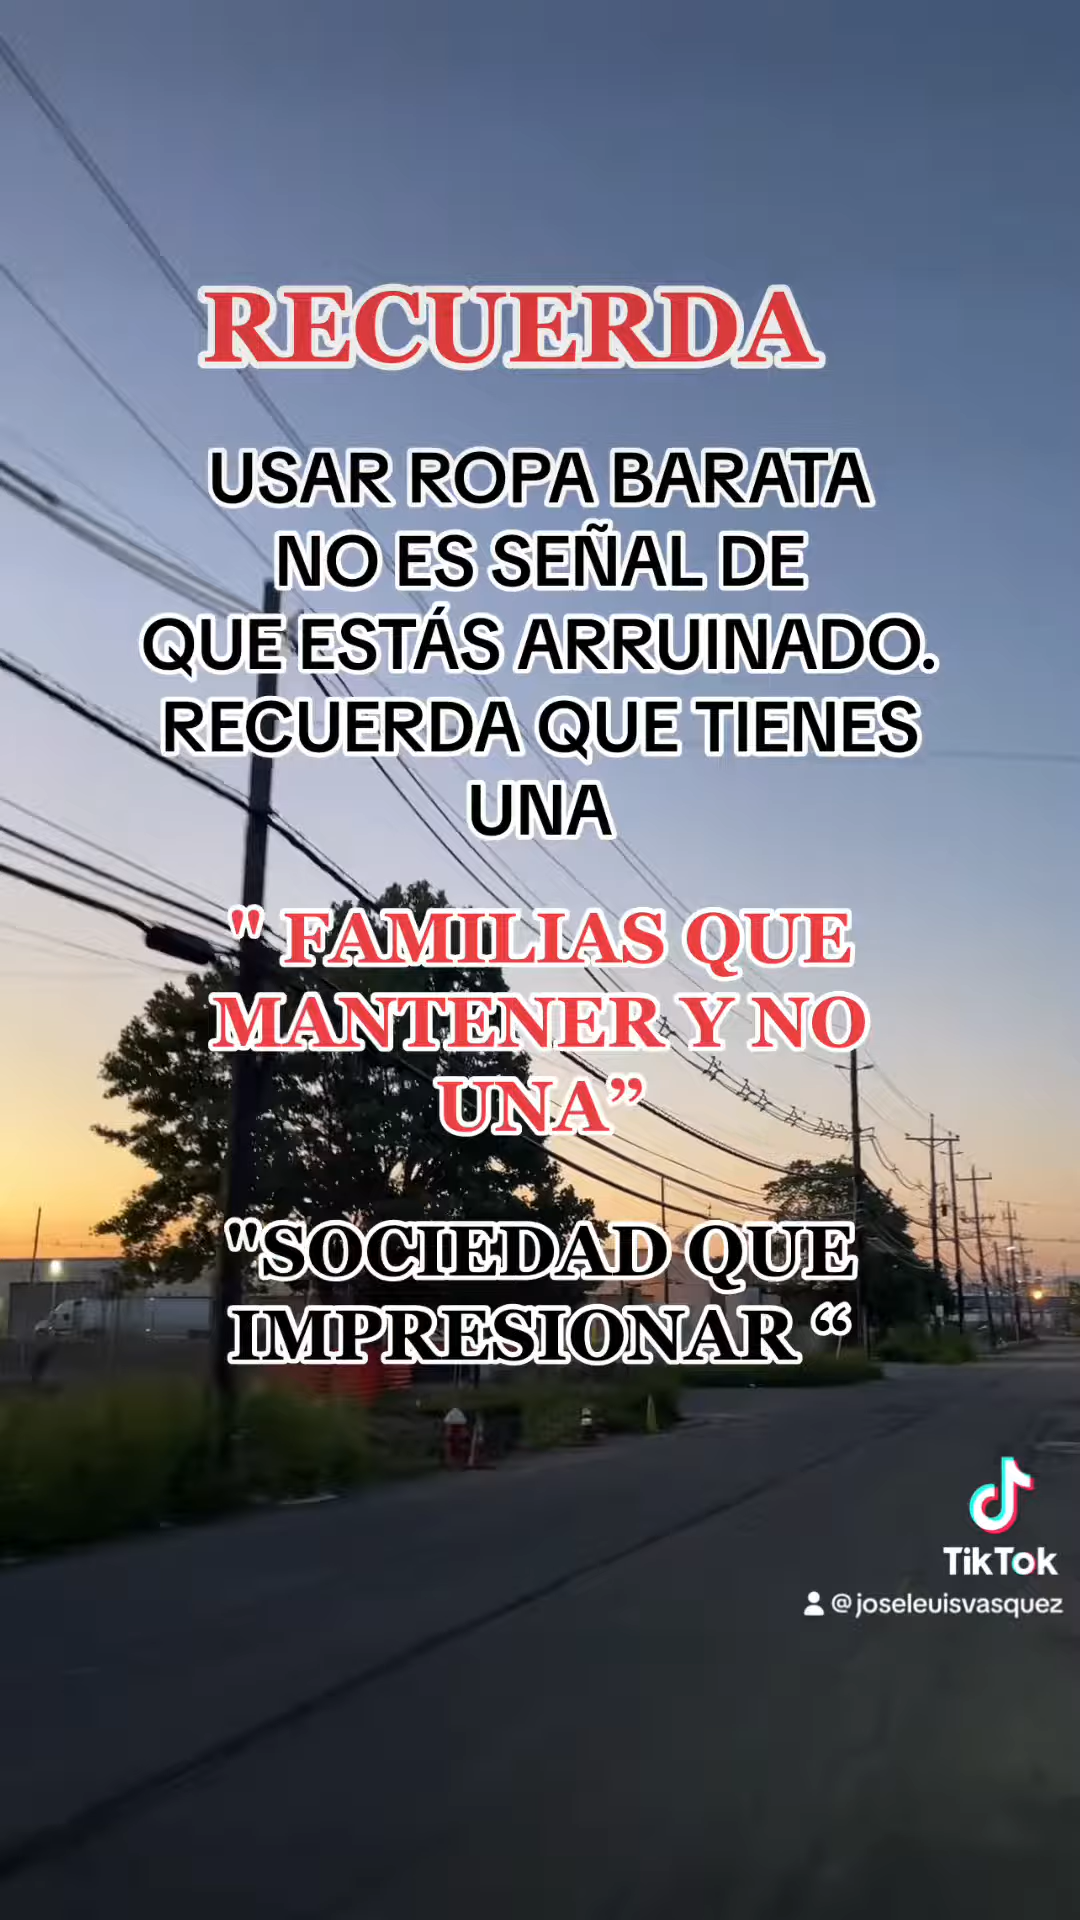 RECUERDA
USAR ROPA BARATA
NO ES SEÑAL DE
QUE ESTÁS ARRUINADO.
RECUERDA QUE TIENES
UNA
" FAMILIAS QUE
MANTENER Y NO
UNA”
"SOCIEDAD QUE
IMPRESIONAR “
TikTok
@joseleuisvasquez